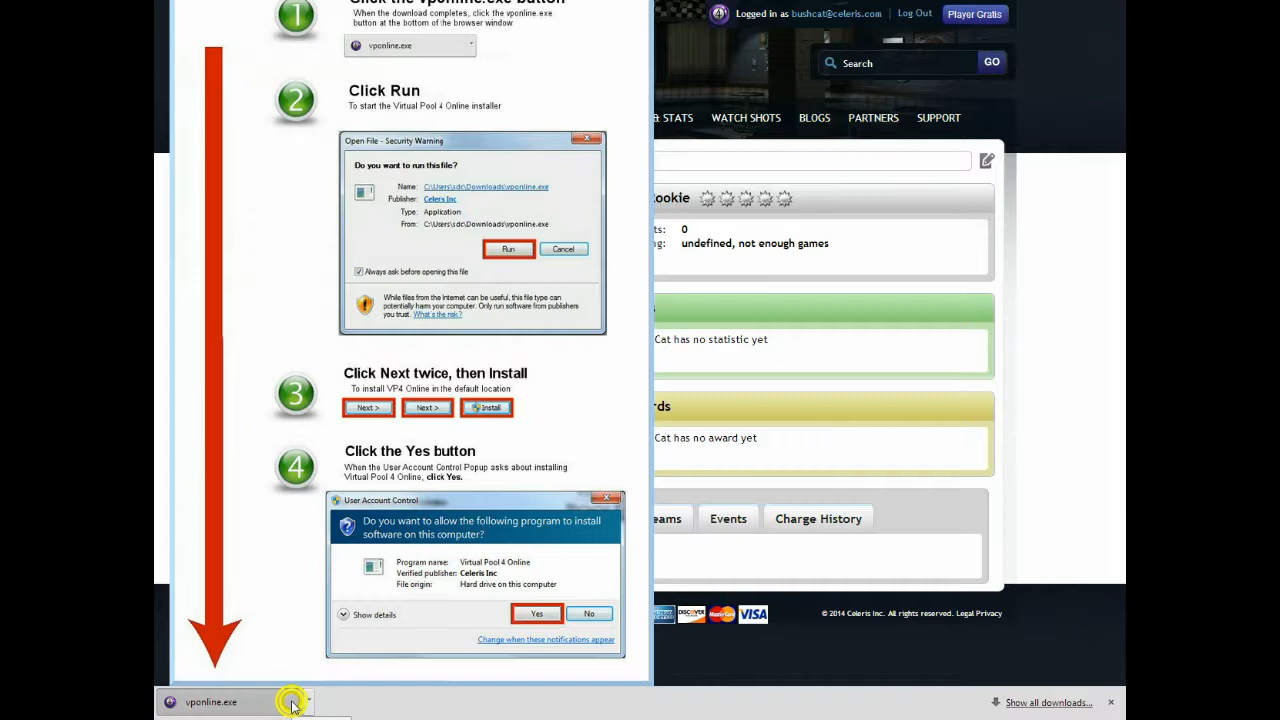 Click the vponline.exe button
When the download completes, click the vponline.exe
button at the bottom of the browser window
vponline.exe
2
Click Run
To start the Virtual Pool 4 Online installer
Open File - Security Warning
Do you want to run this file?
Name: C:\Users\sdc\Downloads\vponline.exe
Publisher: Celeris Inc
Type: Application
From: C:\Users\sdc\Downloads\vponline.exe
Run Cancel
Always ask before opening this file
While files from the Internet can be useful, this file type can
potentially harm your computer. Only run software from publishers
you trust. What's the risk?
3
Click Next twice, then Install
To install VP4 Online in the default location
Next > Next > Install
4
Click the Yes button
When the User Account Control Popup asks about installing
Virtual Pool 4 Online, click Yes.
User Account Control
Do you want to allow the following program to install
software on this computer?
Program name: Virtual Pool 4 Online
Verified publisher: Celeris Inc
File origin: Hard drive on this computer
Show details Yes No
Change when these notifications appear
4 Logged in as bushcat@celeris.com Log Out Player Gratis
Search GO
& STATS WATCH SHOTS BLOGS PARTNERS SUPPORT
ookie
ts: 0
ng: undefined, not enough games
s
Cat has no statistic yet
rds
Cat has no award yet
eams Events Charge History
DISCOVER MasterCard VISA © 2014 Celeris Inc. All rights reserved. Legal Privacy
vponline.exe Show all downloads...